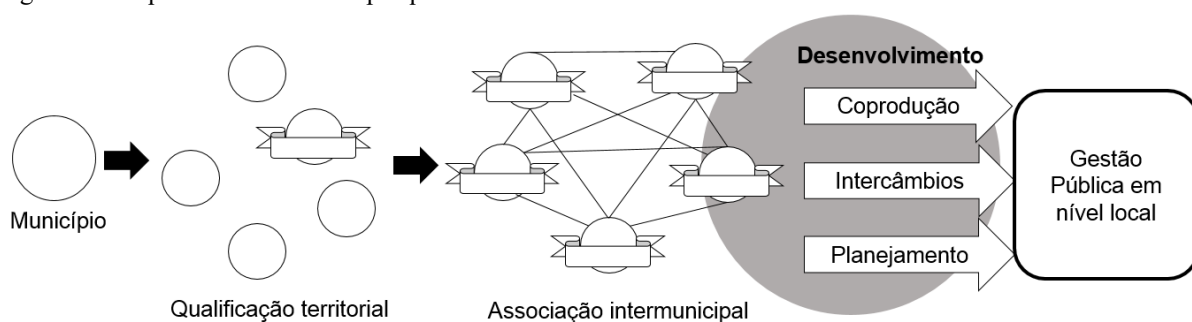 Município
Qualificação territorial
Associação intermunicipal
Desenvolvimento
Coprodução
Intercâmbios
Planejamento
Gestão
Pública em
nível local